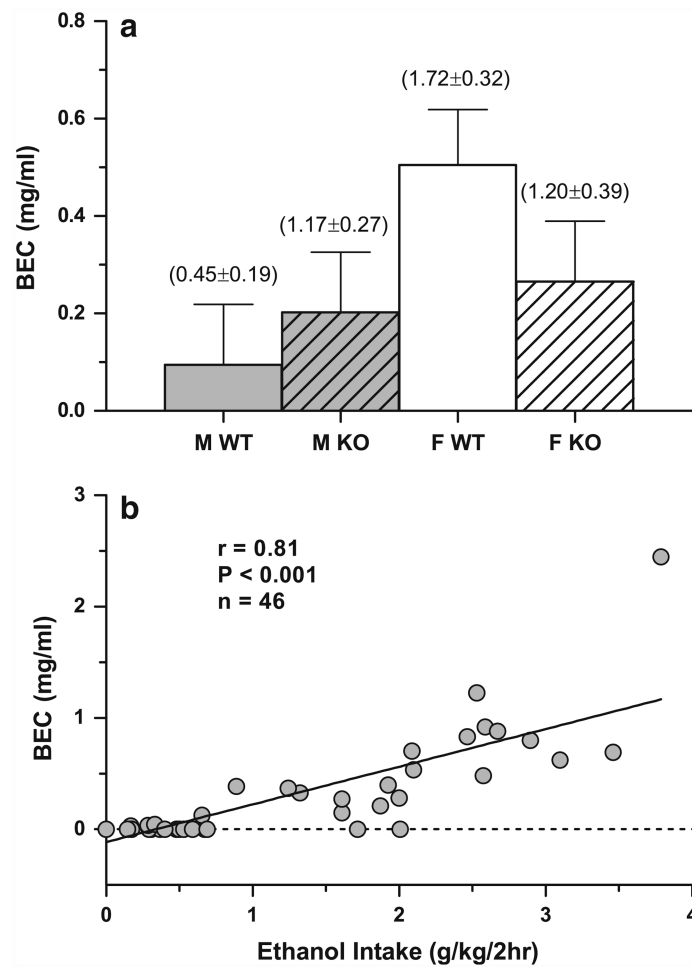 a
0.8
0.6
0.4
0.2
0.0
BEC (mg/ml)
(0.45±0.19)
(1.17±0.27)
(1.72±0.32)
(1.20±0.39)
M WT
M KO
F WT
F KO
b
r = 0.81
P < 0.001
n = 46
3
2
1
0
BEC (mg/ml)
0
1
2
3
4
Ethanol Intake (g/kg/2hr)